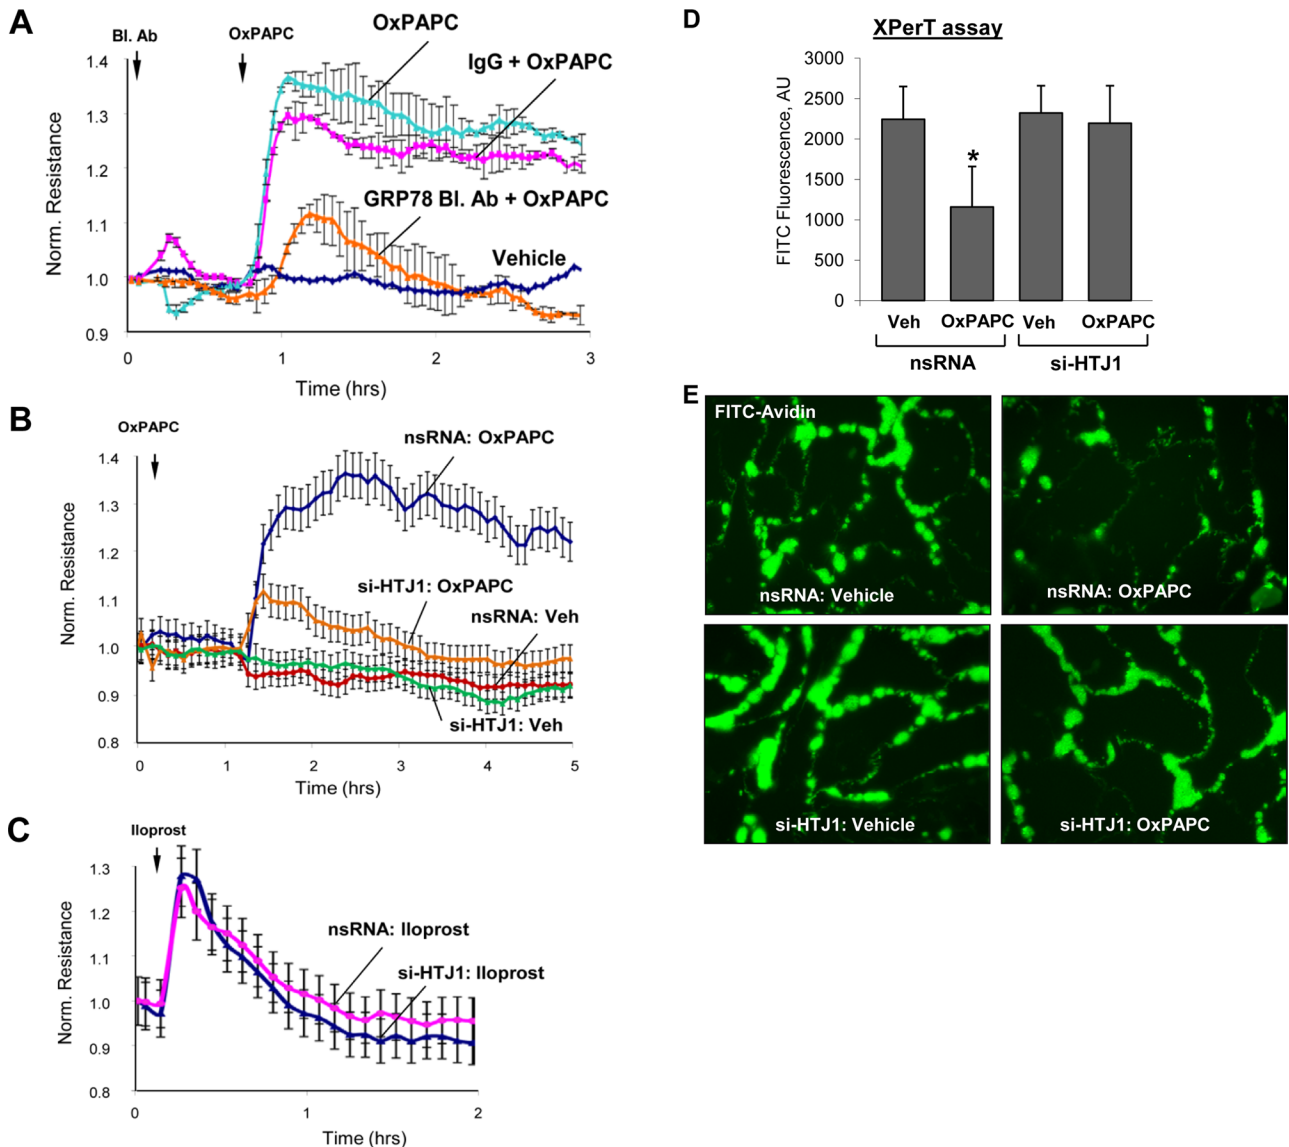 A
Bl. Ab
OxPAPC
OxPAPC
IgG + OxPAPC
GRP78 Bl. Ab + OxPAPC
Vehicle
Norm. Resistance
1.4
1.3
1.2
1.1
1.0
0.9
0
1
2
3
Time (hrs)
B
OxPAPC
nsRNA: OxPAPC
si-HTJ1: OxPAPC
nsRNA: Veh
si-HTJ1: Veh
Norm. Resistance
1.4
1.3
1.2
1.1
1.0
0.9
0.8
0
1
2
3
4
5
Time (hrs)
C
Iloprost
nsRNA: Iloprost
si-HTJ1: Iloprost
Norm. Resistance
1.3
1.2
1.1
1.0
0.9
0.8
0
1
2
Time (hrs)
D
XPerT assay
FITC Fluorescence, AU
3000
2500
2000
1500
1000
500
0
*
Veh
OxPAPC
Veh
OxPAPC
nsRNA
si-HTJ1
E
FITC-Avidin
nsRNA: Vehicle
nsRNA: OxPAPC
si-HTJ1: Vehicle
si-HTJ1: OxPAPC